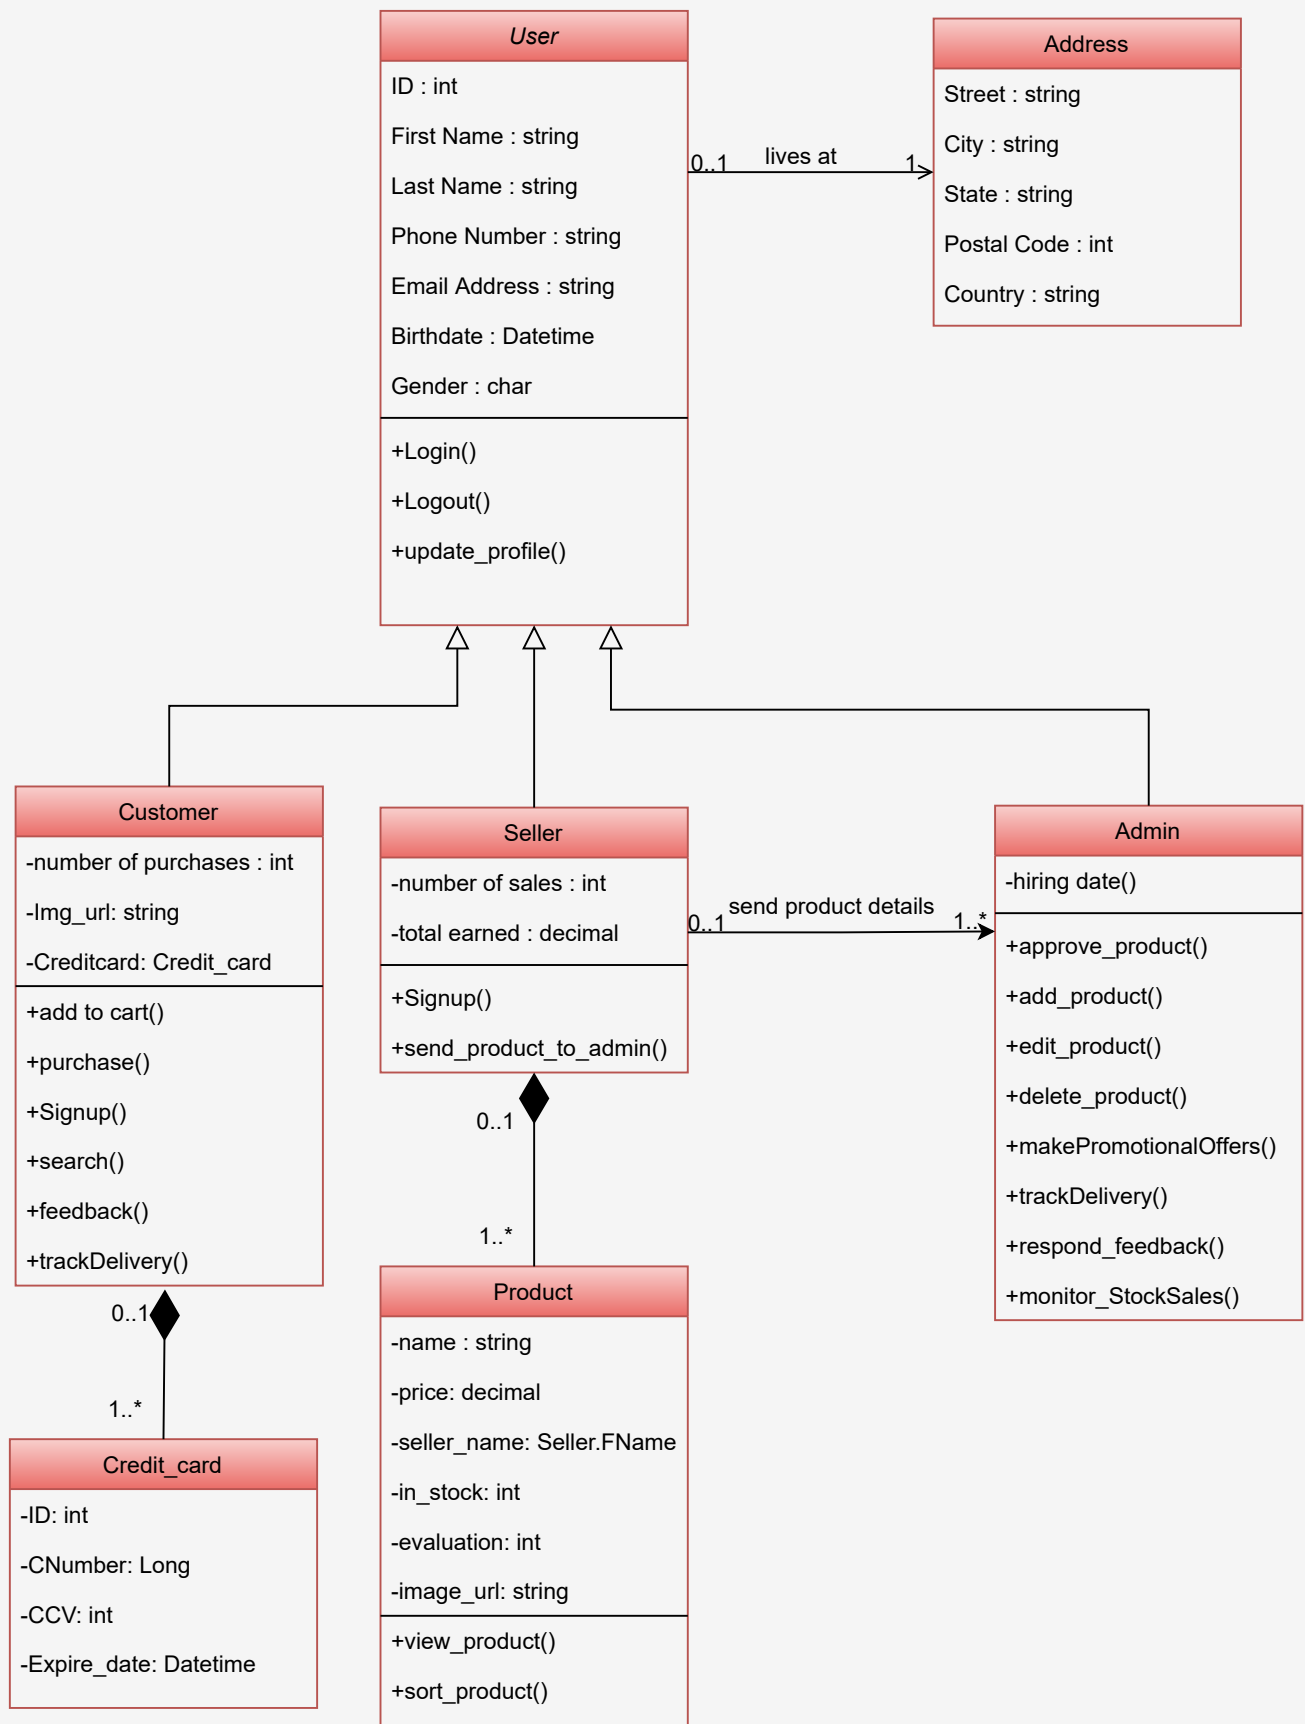 User
ID : int
First Name : string
Last Name : string
Phone Number : string
Email Address : string
Birthdate : Datetime
Gender : char
+Login()
+Logout()
+update_profile()
0..1
lives at
1
Address
Street : string
City : string
State : string
Postal Code : int
Country : string
Customer
-number of purchases : int
-Img_url: string
-Creditcard: Credit_card
+add to cart()
+purchase()
+Signup()
+search()
+feedback()
+trackDelivery()
0..1
1..*
Credit_card
-ID: int
-CNumber: Long
-CCV: int
-Expire_date: Datetime
Seller
-number of sales : int
-total earned : decimal
+Signup()
+send_product_to_admin()
0..1
send product details
1..*
0..1
1..*
Product
-name : string
-price: decimal
-seller_name: Seller.FName
-in_stock: int
-evaluation: int
-image_url: string
+view_product()
+sort_product()
Admin
-hiring date()
+approve_product()
+add_product()
+edit_product()
+delete_product()
+makePromotionalOffers()
+trackDelivery()
+respond_feedback()
+monitor_StockSales()